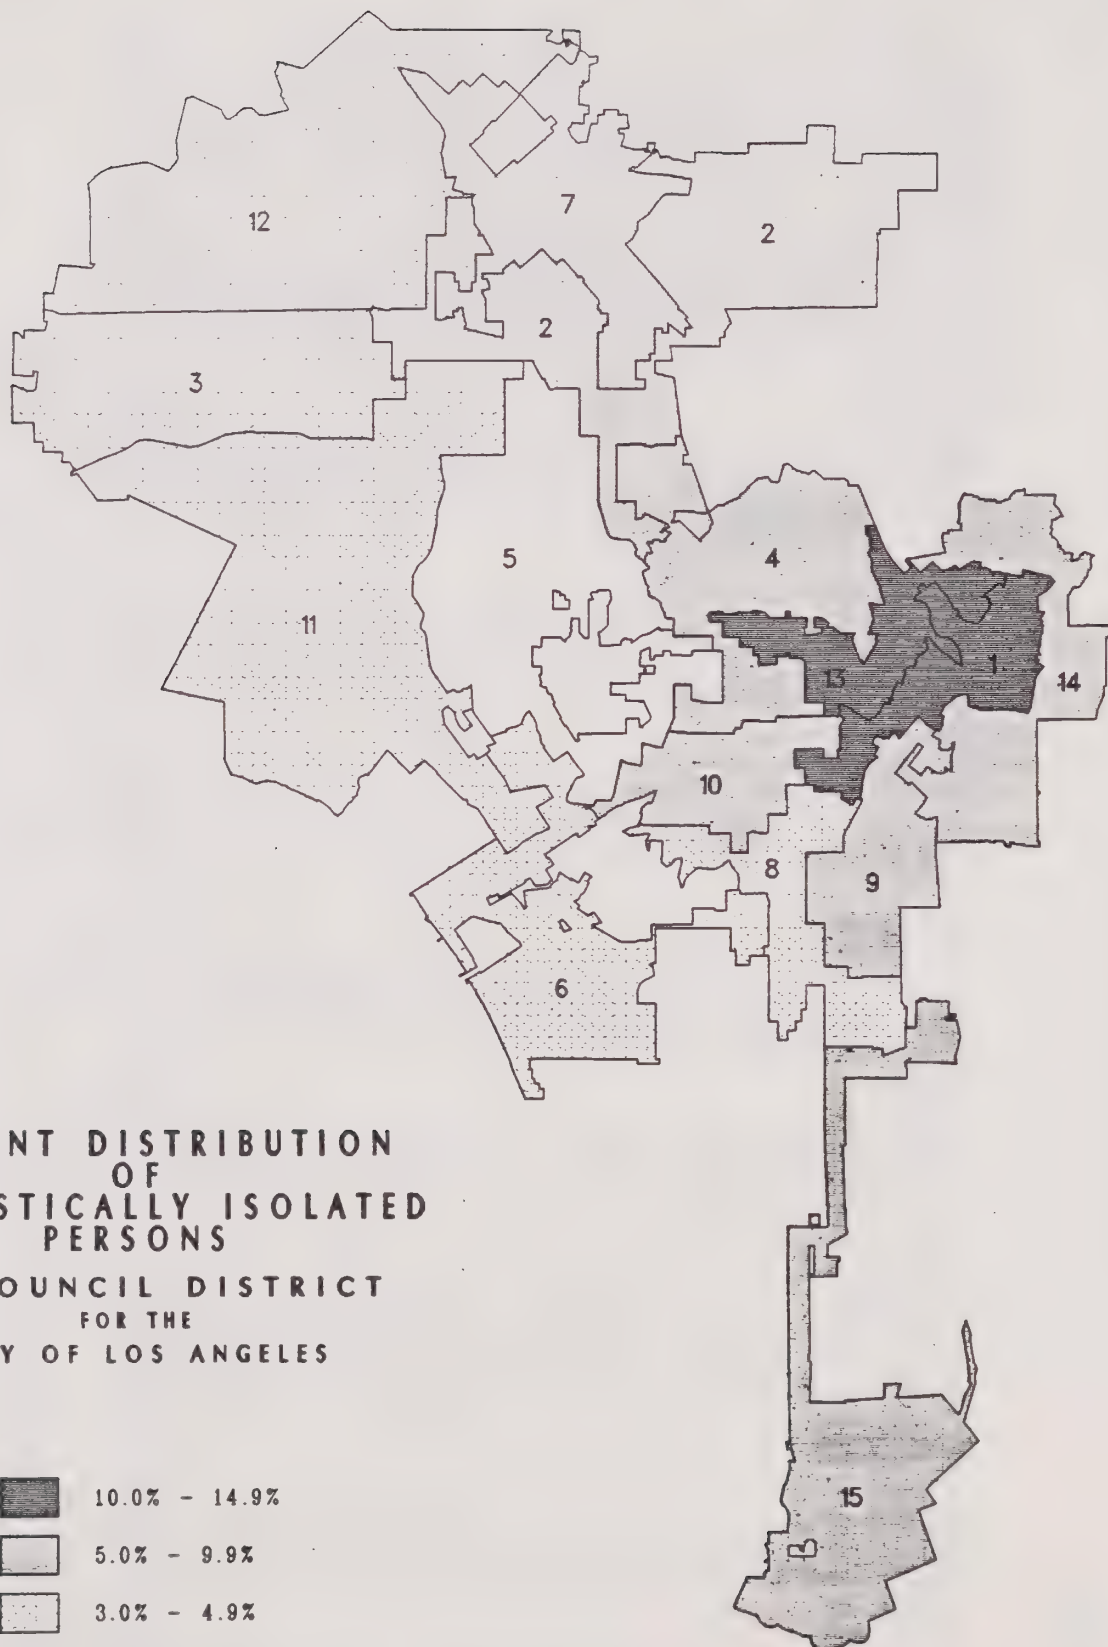 12
7
2
2
3
5
4
11
1
13
14
10
8
9
6
NT DISTRIBUTION
OF
STICALLY ISOLATED
PERSONS
OUNCIL DISTRICT
FOR THE
Y OF LOS ANGELES
15
10.0% - 14.9%
5.0% - 9.9%
3.0% - 4.9%